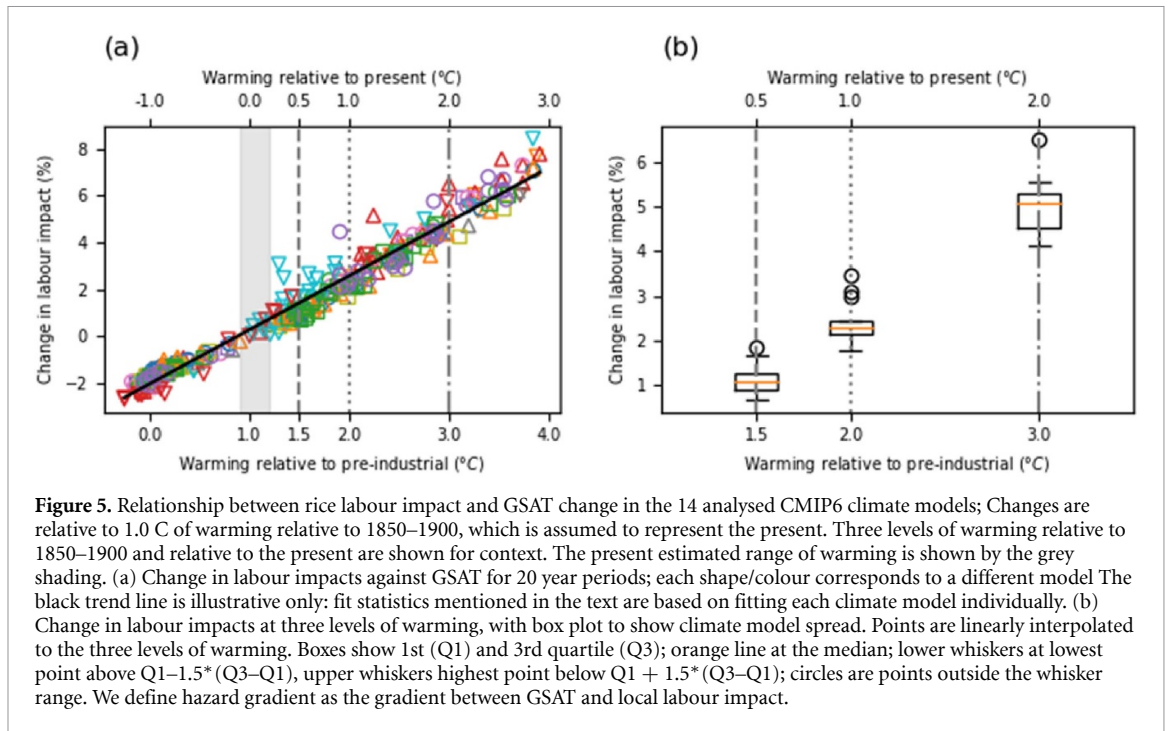 (a)
Warming relative to present (°C)
-1.0 0.0 0.5 1.0 2.0 3.0
Change in labour impact (%)
8
6
4
2
0
−2
0.0 1.0 1.5 2.0 3.0 4.0
Warming relative to pre-industrial (°C)
(b)
Warming relative to present (°C)
0.5 1.0 2.0
Change in labour impact (%)
6
5
4
3
2
1
1.5 2.0 3.0
Warming relative to pre-industrial (°C)
Figure 5. Relationship between rice labour impact and GSAT change in the 14 analysed CMIP6 climate models; Changes are
relative to 1.0 C of warming relative to 1850–1900, which is assumed to represent the present. Three levels of warming relative to
1850–1900 and relative to the present are shown for context. The present estimated range of warming is shown by the grey
shading. (a) Change in labour impacts against GSAT for 20 year periods; each shape/colour corresponds to a different model The
black trend line is illustrative only: fit statistics mentioned in the text are based on fitting each climate model individually. (b)
Change in labour impacts at three levels of warming, with box plot to show climate model spread. Points are linearly interpolated
to the three levels of warming. Boxes show 1st (Q1) and 3rd quartile (Q3); orange line at the median; lower whiskers at lowest
point above Q1–1.5*(Q3–Q1), upper whiskers highest point below Q1 + 1.5*(Q3–Q1); circles are points outside the whisker
range. We define hazard gradient as the gradient between GSAT and local labour impact.